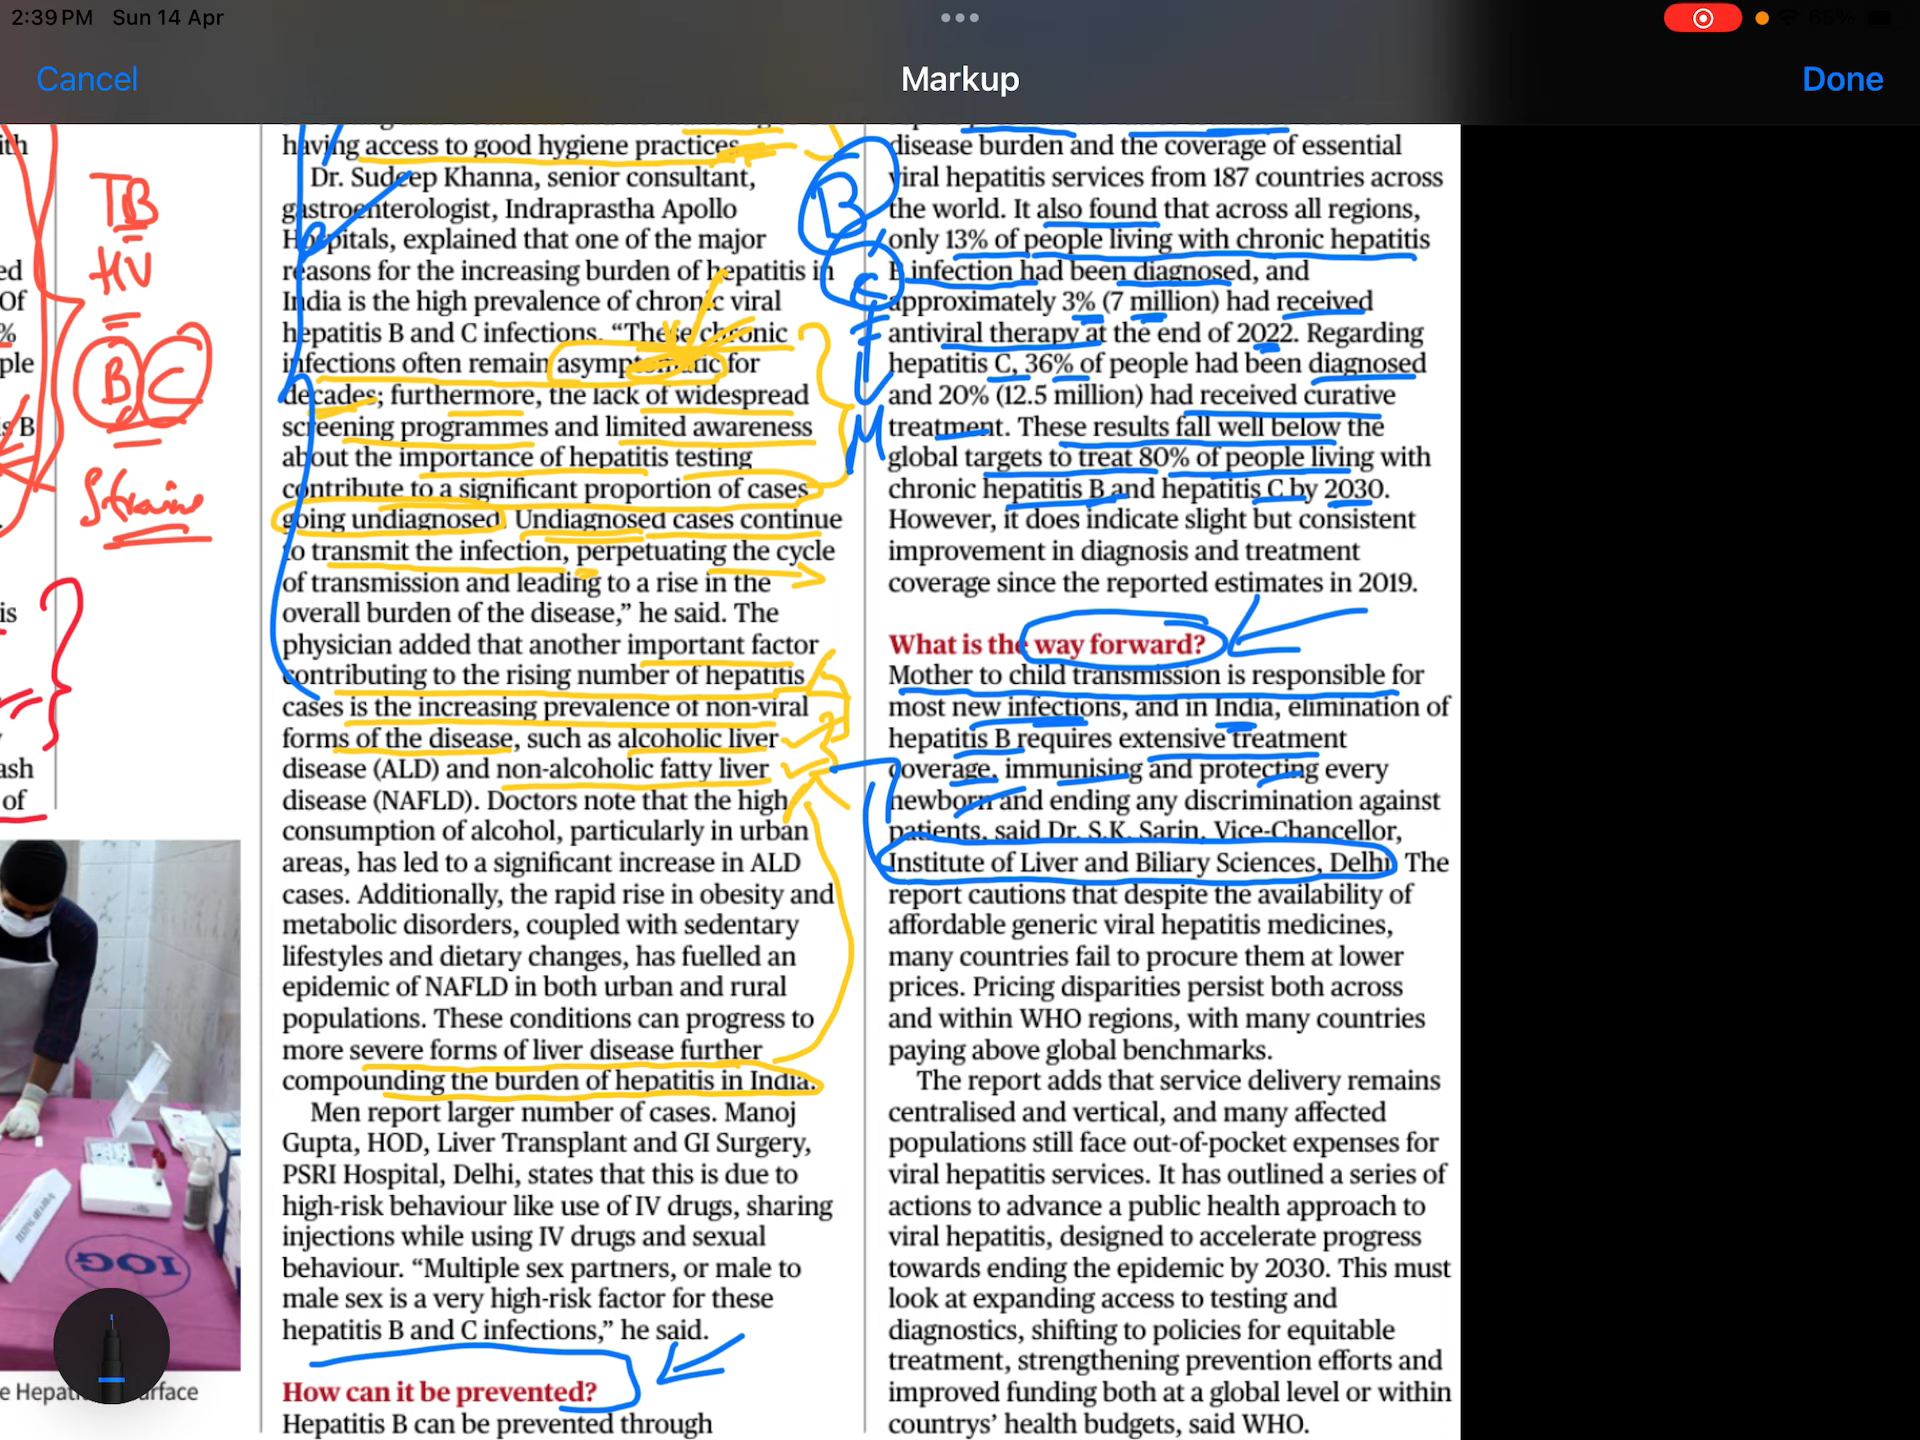 2:39 PM Sun 14 Apr
65%
Cancel
Markup
Done
ith
ed
Of
%
ple
is B
is
ash
of
TB
HIV
B C
Strains
IOG
e Hepat
rface
having access to good hygiene practices
Dr. Sudeep Khanna, senior consultant,
gastroenterologist, Indraprastha Apollo
Hospitals, explained that one of the major
reasons for the increasing burden of hepatitis in
India is the high prevalence of chronic viral
hepatitis B and C infections. “These chronic
infections often remain asymptomatic for
decades; furthermore, the lack of widespread
screening programmes and limited awareness
about the importance of hepatitis testing
contribute to a significant proportion of cases
going undiagnosed. Undiagnosed cases continue
to transmit the infection, perpetuating the cycle
of transmission and leading to a rise in the
overall burden of the disease,” he said. The
physician added that another important factor
contributing to the rising number of hepatitis
cases is the increasing prevalence of non-viral
forms of the disease, such as alcoholic liver
disease (ALD) and non-alcoholic fatty liver
disease (NAFLD). Doctors note that the high
consumption of alcohol, particularly in urban
areas, has led to a significant increase in ALD
cases. Additionally, the rapid rise in obesity and
metabolic disorders, coupled with sedentary
lifestyles and dietary changes, has fuelled an
epidemic of NAFLD in both urban and rural
populations. These conditions can progress to
more severe forms of liver disease further
compounding the burden of hepatitis in India.
Men report larger number of cases. Manoj
Gupta, HOD, Liver Transplant and GI Surgery,
PSRI Hospital, Delhi, states that this is due to
high-risk behaviour like use of IV drugs, sharing
injections while using IV drugs and sexual
behaviour. “Multiple sex partners, or male to
male sex is a very high-risk factor for these
hepatitis B and C infections,” he said.
How can it be prevented?
Hepatitis B can be prevented through
B
C
M
disease burden and the coverage of essential
viral hepatitis services from 187 countries across
the world. It also found that across all regions,
only 13% of people living with chronic hepatitis
B infection had been diagnosed, and
approximately 3% (7 million) had received
antiviral therapy at the end of 2022. Regarding
hepatitis C, 36% of people had been diagnosed
and 20% (12.5 million) had received curative
treatment. These results fall well below the
global targets to treat 80% of people living with
chronic hepatitis B and hepatitis C by 2030.
However, it does indicate slight but consistent
improvement in diagnosis and treatment
coverage since the reported estimates in 2019.
What is the way forward?
Mother to child transmission is responsible for
most new infections, and in India, elimination of
hepatitis B requires extensive treatment
coverage, immunising and protecting every
newborn and ending any discrimination against
patients, said Dr. S.K. Sarin, Vice-Chancellor,
Institute of Liver and Biliary Sciences, Delhi. The
report cautions that despite the availability of
affordable generic viral hepatitis medicines,
many countries fail to procure them at lower
prices. Pricing disparities persist both across
and within WHO regions, with many countries
paying above global benchmarks.
The report adds that service delivery remains
centralised and vertical, and many affected
populations still face out-of-pocket expenses for
viral hepatitis services. It has outlined a series of
actions to advance a public health approach to
viral hepatitis, designed to accelerate progress
towards ending the epidemic by 2030. This must
look at expanding access to testing and
diagnostics, shifting to policies for equitable
treatment, strengthening prevention efforts and
improved funding both at a global level or within
countrys’ health budgets, said WHO.